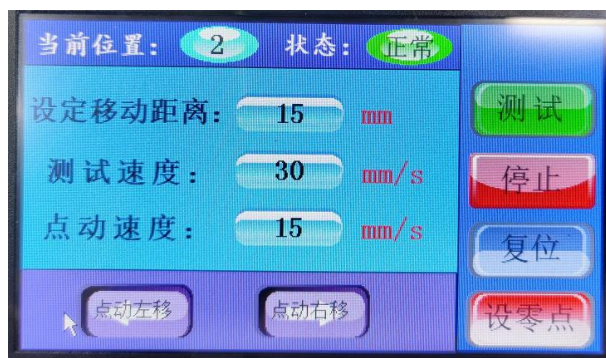 当前位置： 2 状态： 正常
设定移动距离： 15 mm
测试速度： 30 mm/s
点动速度： 15 mm/s
点动左移 点动右移
测试
停止
复位
设零点